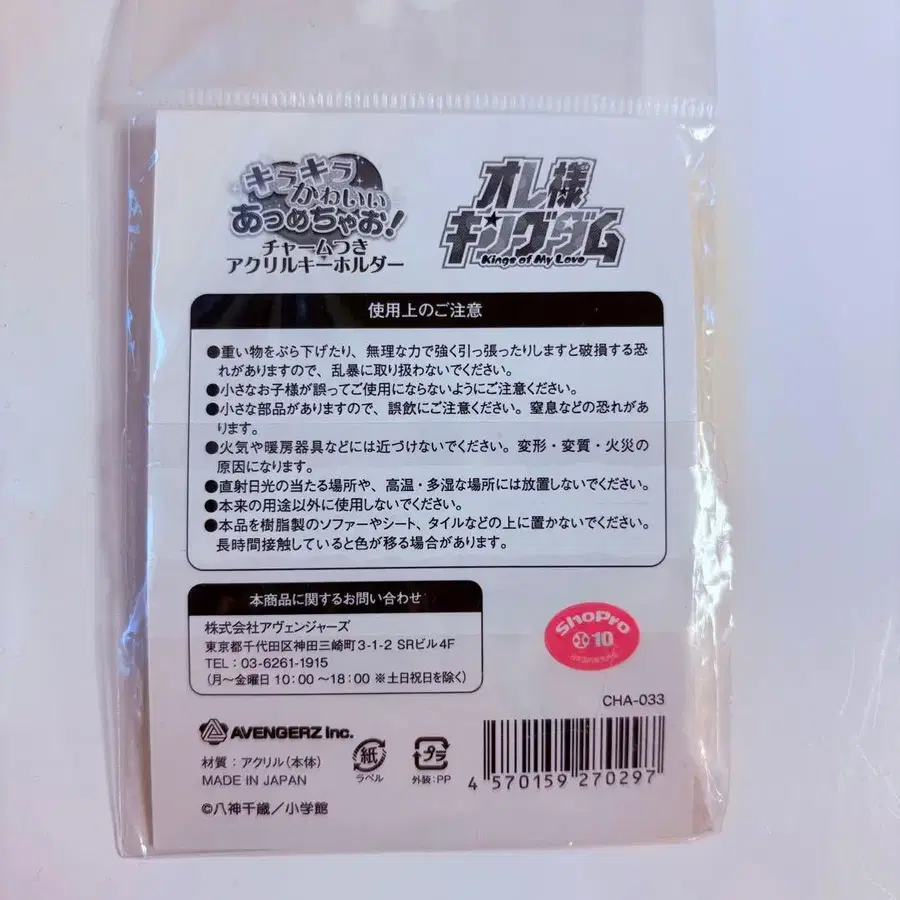 キラキラ
かわいい
あつめちゃお!
チャームつき
アクリルキーホルダー
オレ様
キングダム
Kings of My Love
使用上のご注意
●重い物をぶら下げたり、無理な力で強く引っ張ったりしますと破損する恐
れがありますので、乱暴に取り扱わないでください。
●小さなお子様が誤ってご使用にならないようにご注意ください。
●小さな部品がありますので、誤飲にご注意ください。窒息などの恐れがあ
ります。
●火気や暖房器具などには近づけないでください。変形・変質・火災の
原因になります。
●直射日光の当たる場所や、高温・多湿な場所には放置しないでください。
●本来の用途以外に使用しないでください。
●本品を樹脂製のソファーやシート、タイルなどの上に置かないでください。
長時間接触していると色が移る場合があります。
本商品に関するお問い合わせ
株式会社アヴェンジャーズ
東京都千代田区神田三崎町3-1-2 SRビル4F
TEL：03-6261-1915
(月～金曜日 10：00～18：00 ※土日祝日を除く)
ShoPro
10
CHA-033
AVENGERZ Inc.
材質：アクリル(本体)
MADE IN JAPAN
紙
ラベル
プラ
外装：PP
4 570159 270297
©八神千歳／小学館